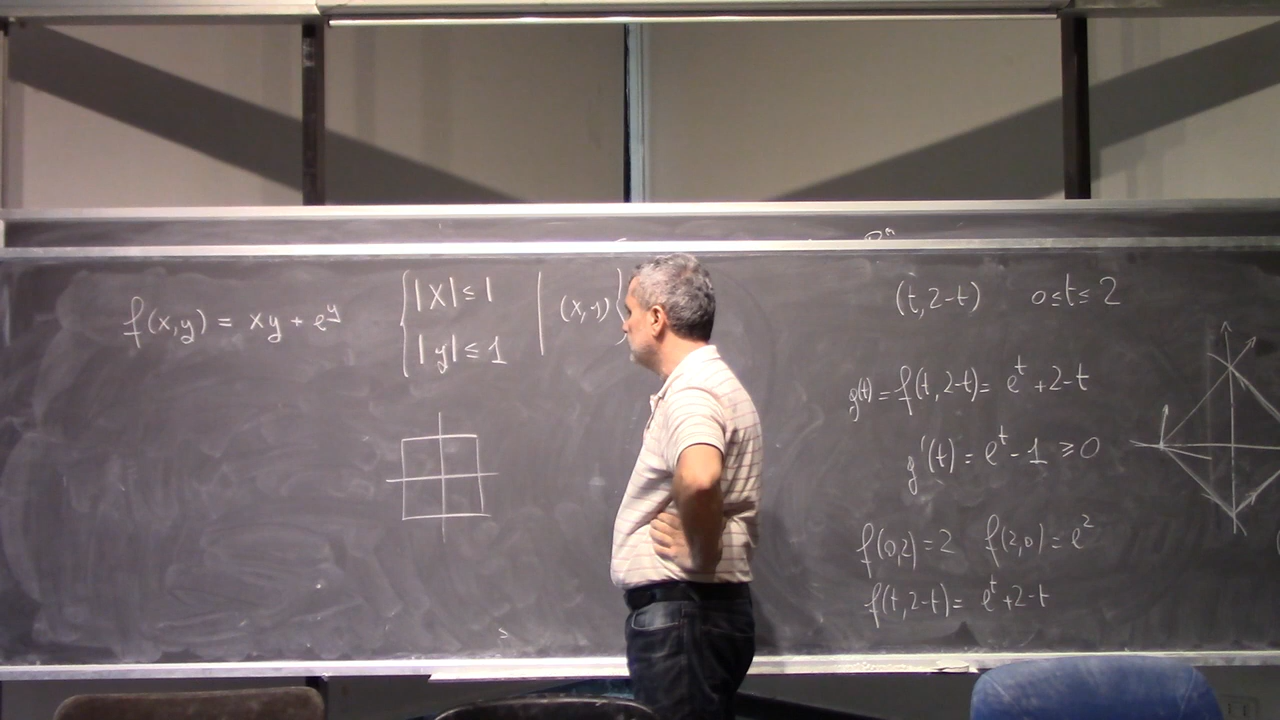 f(x,y) = xy + e^y
{ |x| ≤ 1
|y| ≤ 1
(x,-1)
(t, 2-t) 0 ≤ t ≤ 2
g(t) = f(t, 2-t) = e^t + 2 - t
g'(t) = e^t - 1 ≥ 0
f(0,2) = 2 f(2,0) = e^2
f(t, 2-t) = e^t + 2 - t